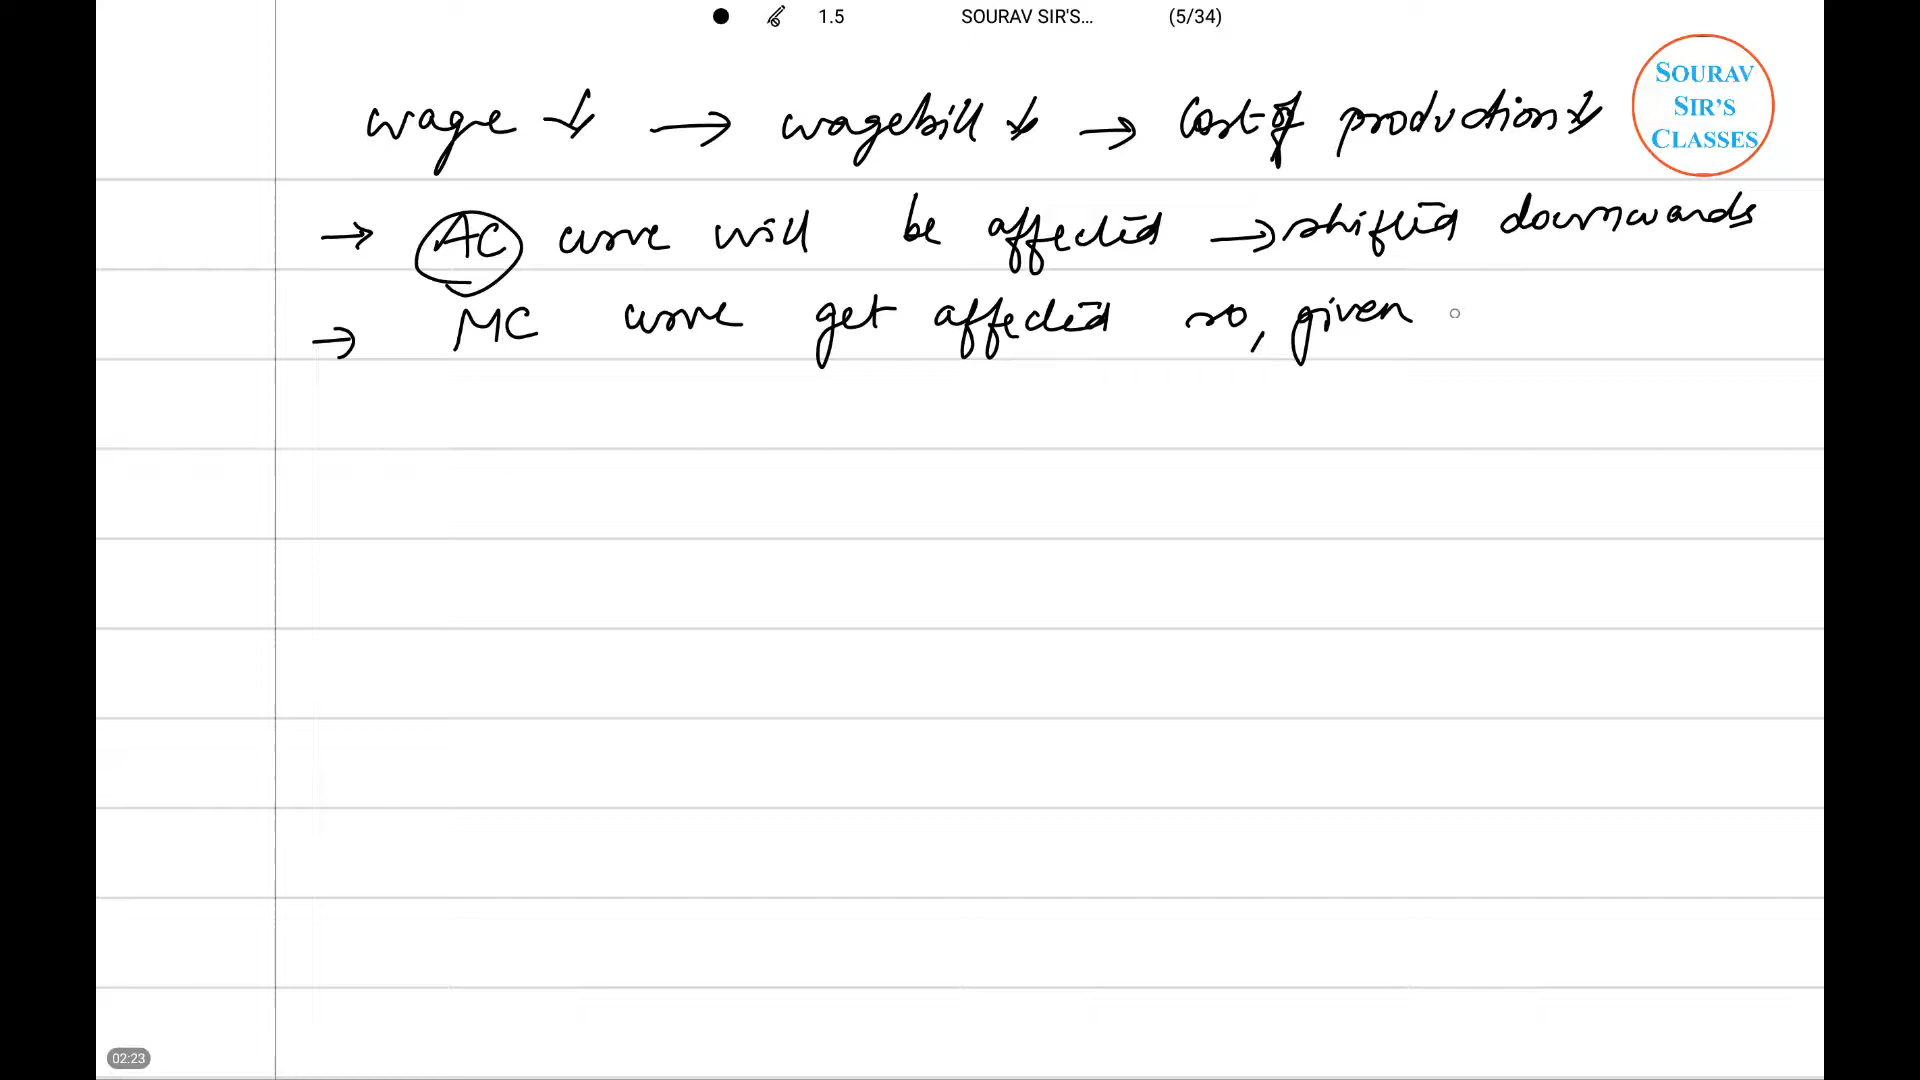 1.5 SOURAV SIR'S... (5/34)
SOURAV
SIR'S
CLASSES
wage ↓ → wagebill ↓ → Cost of production ↓
→ AC curve will be affected → shifted downwards
→ MC curve get affected so, given
02:23